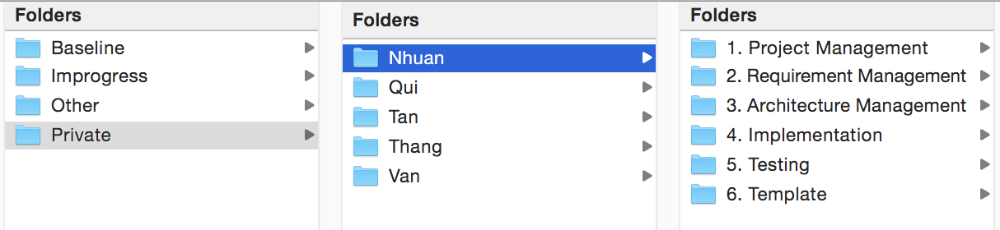 Folders
Baseline
Improgress
Other
Private
Folders
Nhuan
Qui
Tan
Thang
Van
Folders
1. Project Management
2. Requirement Management
3. Architecture Management
4. Implementation
5. Testing
6. Template